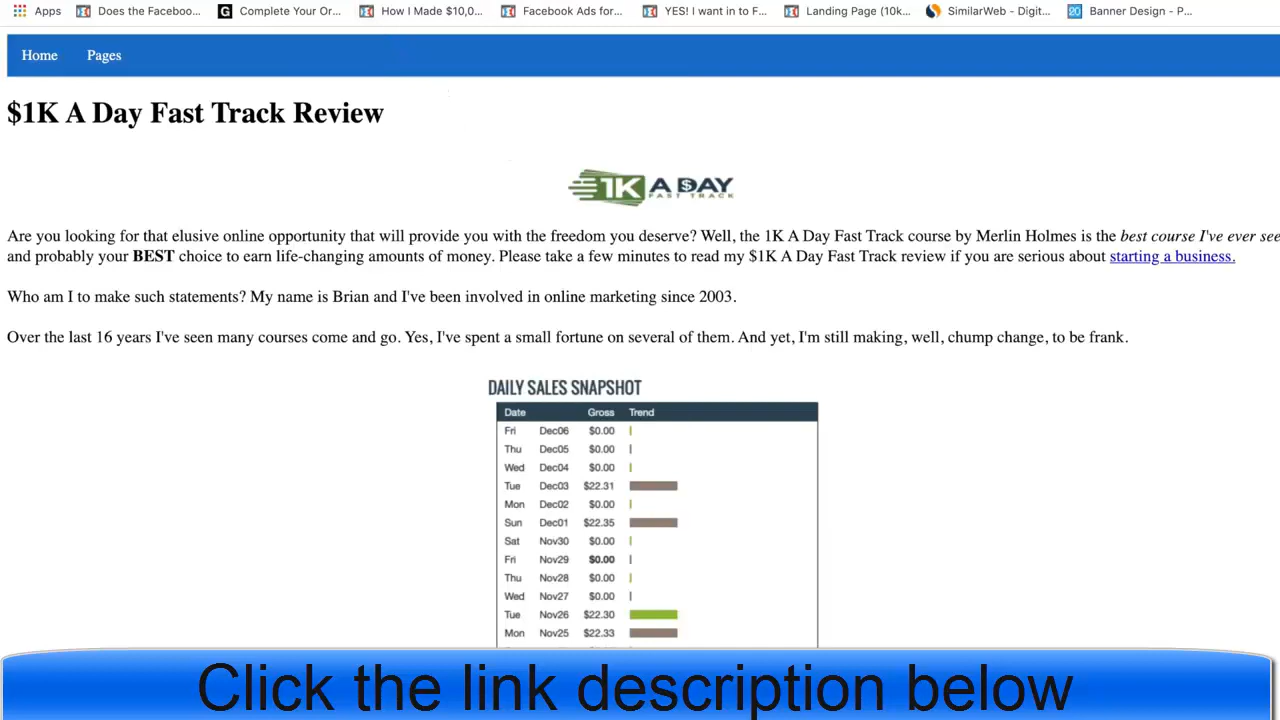 Apps Does the Faceboo... Complete Your Or... How I Made $10,0... Facebook Ads for... YES! I want in to F... Landing Page (10k... SimilarWeb - Digit... Banner Design - P...
Home Pages
$1K A Day Fast Track Review
1K A DAY
FAST TRACK
Are you looking for that elusive online opportunity that will provide you with the freedom you deserve? Well, the 1K A Day Fast Track course by Merlin Holmes is the best course I've ever see
and probably your BEST choice to earn life-changing amounts of money. Please take a few minutes to read my $1K A Day Fast Track review if you are serious about starting a business.
Who am I to make such statements? My name is Brian and I've been involved in online marketing since 2003.
Over the last 16 years I've seen many courses come and go. Yes, I've spent a small fortune on several of them. And yet, I'm still making, well, chump change, to be frank.
DAILY SALES SNAPSHOT
Date Gross Trend
Fri Dec06 $0.00
Thu Dec05 $0.00
Wed Dec04 $0.00
Tue Dec03 $22.31
Mon Dec02 $0.00
Sun Dec01 $22.35
Sat Nov30 $0.00
Fri Nov29 $0.00
Thu Nov28 $0.00
Wed Nov27 $0.00
Tue Nov26 $22.30
Mon Nov25 $22.33
Click the link description below